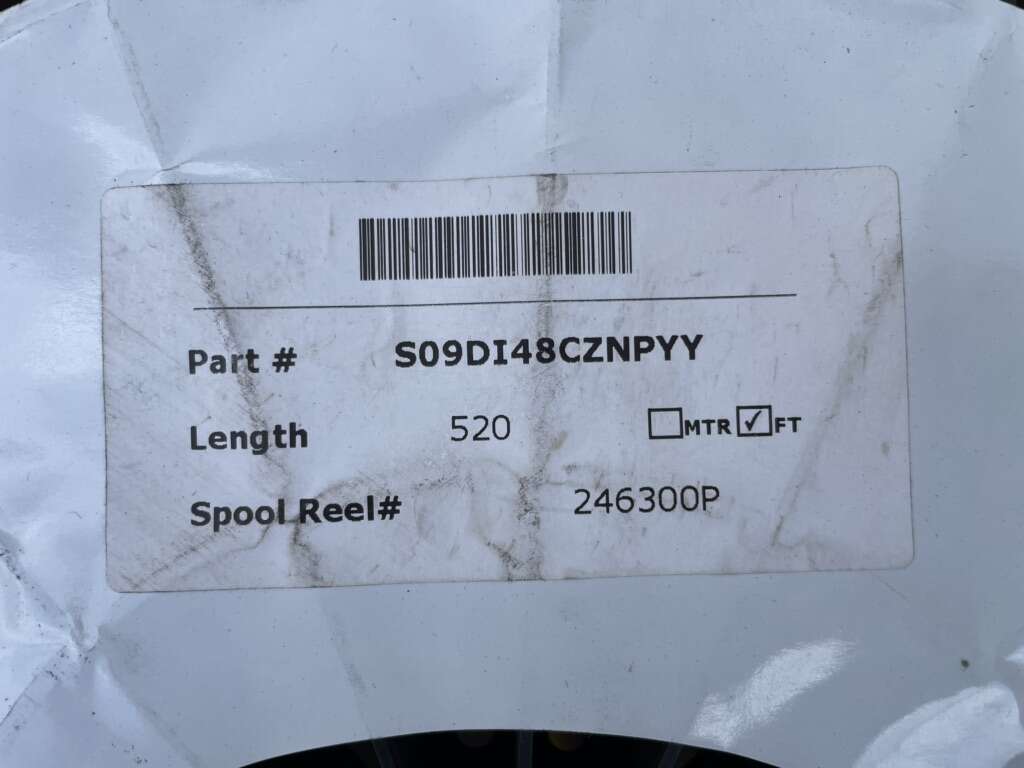 Part # S09DI48CZNPYY
Length 520 ☐MTR ☑FT
Spool Reel# 246300P